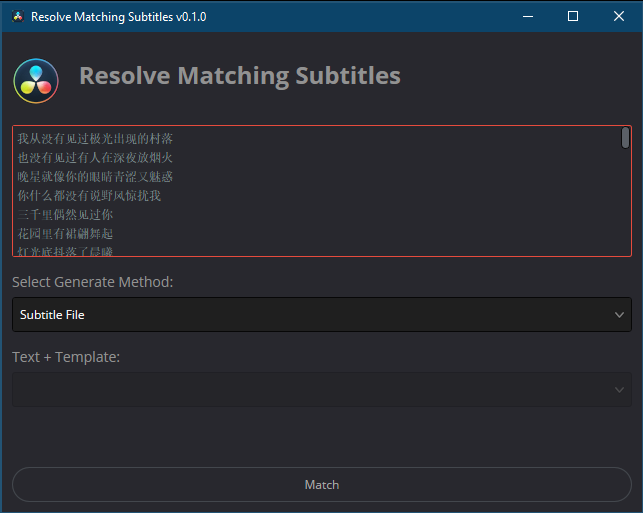 Resolve Matching Subtitles v0.1.0
Resolve Matching Subtitles
我从没有见过极光出现的村落
也没有见过有人在深夜放烟火
晚星就像你的眼睛青涩又魅惑
你什么都没有说野风惊扰我
三千里偶然见过你
花园里有裙翩舞起
灯光底抖落了晨曦
Select Generate Method:
Subtitle File
Text + Template:
Match